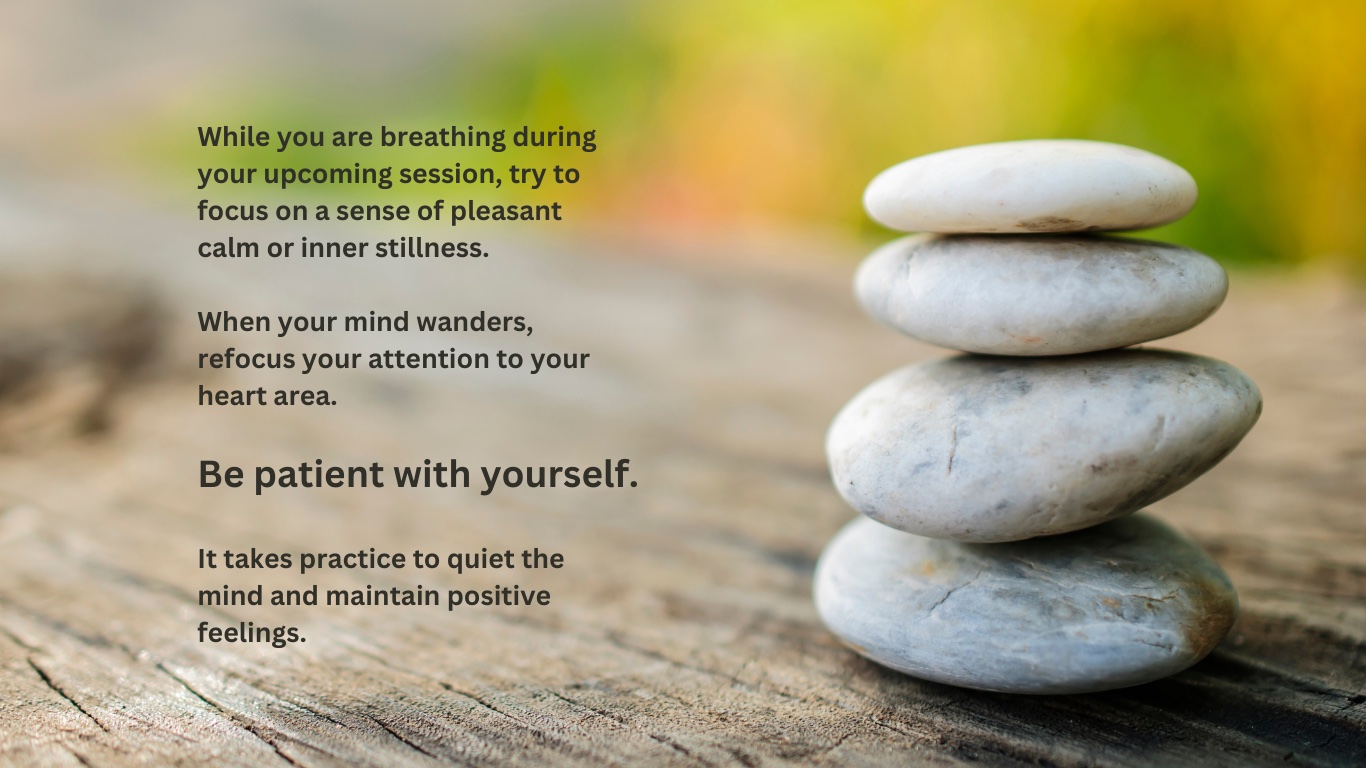 While you are breathing during
your upcoming session, try to
focus on a sense of pleasant
calm or inner stillness.
When your mind wanders,
refocus your attention to your
heart area.
Be patient with yourself.
It takes practice to quiet the
mind and maintain positive
feelings.